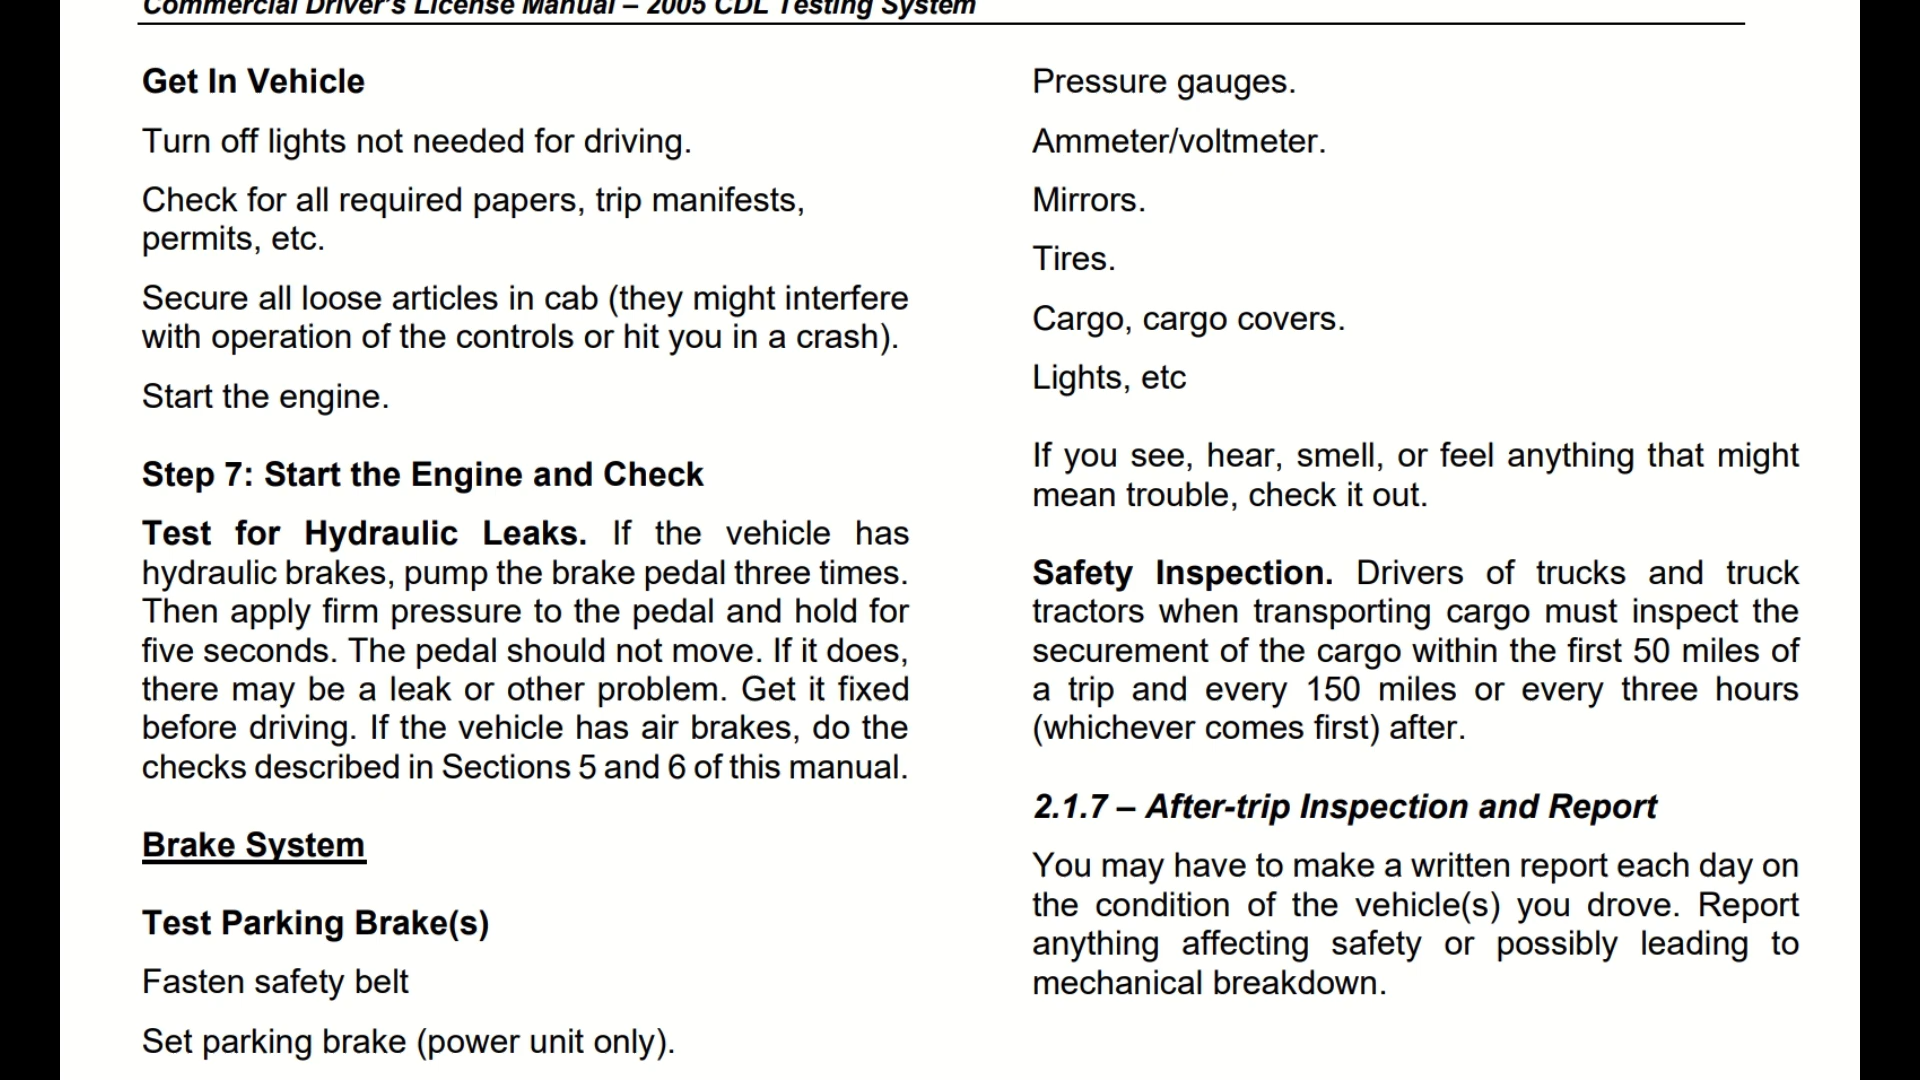 Commercial Driver's License Manual – 2005 CDL Testing System
Get In Vehicle
Turn off lights not needed for driving.
Check for all required papers, trip manifests,
permits, etc.
Secure all loose articles in cab (they might interfere
with operation of the controls or hit you in a crash).
Start the engine.
Step 7: Start the Engine and Check
Test for Hydraulic Leaks. If the vehicle has
hydraulic brakes, pump the brake pedal three times.
Then apply firm pressure to the pedal and hold for
five seconds. The pedal should not move. If it does,
there may be a leak or other problem. Get it fixed
before driving. If the vehicle has air brakes, do the
checks described in Sections 5 and 6 of this manual.
Brake System
Test Parking Brake(s)
Fasten safety belt
Set parking brake (power unit only).
Pressure gauges.
Ammeter/voltmeter.
Mirrors.
Tires.
Cargo, cargo covers.
Lights, etc
If you see, hear, smell, or feel anything that might
mean trouble, check it out.
Safety Inspection. Drivers of trucks and truck
tractors when transporting cargo must inspect the
securement of the cargo within the first 50 miles of
a trip and every 150 miles or every three hours
(whichever comes first) after.
2.1.7 – After-trip Inspection and Report
You may have to make a written report each day on
the condition of the vehicle(s) you drove. Report
anything affecting safety or possibly leading to
mechanical breakdown.